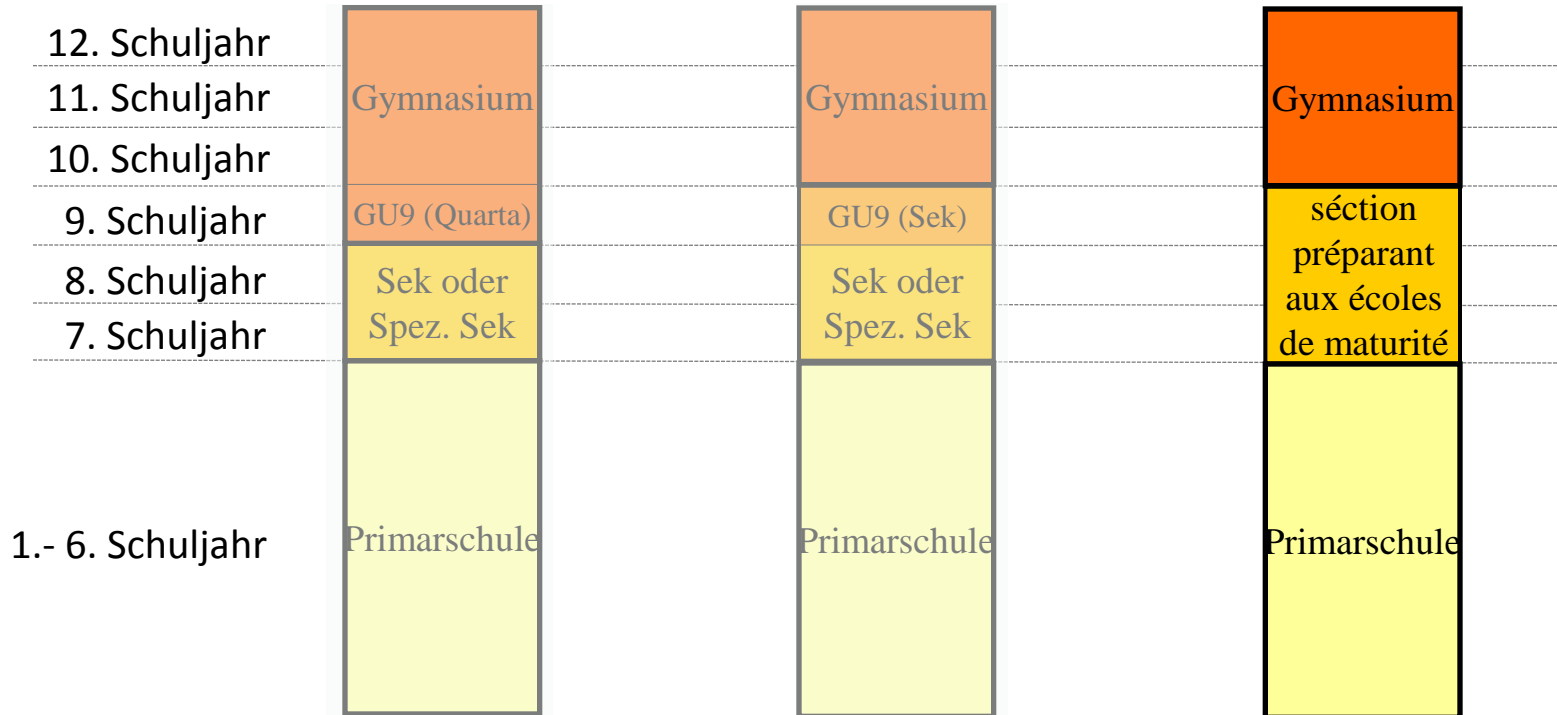 12. Schuljahr
11. Schuljahr
10. Schuljahr
9. Schuljahr
8. Schuljahr
7. Schuljahr
1.- 6. Schuljahr
Gymnasium
GU9 (Quarta)
Sek oder
Spez. Sek
Primarschule
Gymnasium
GU9 (Sek)
Sek oder
Spez. Sek
Primarschule
Gymnasium
séction
préparant
aux écoles
de maturité
Primarschule